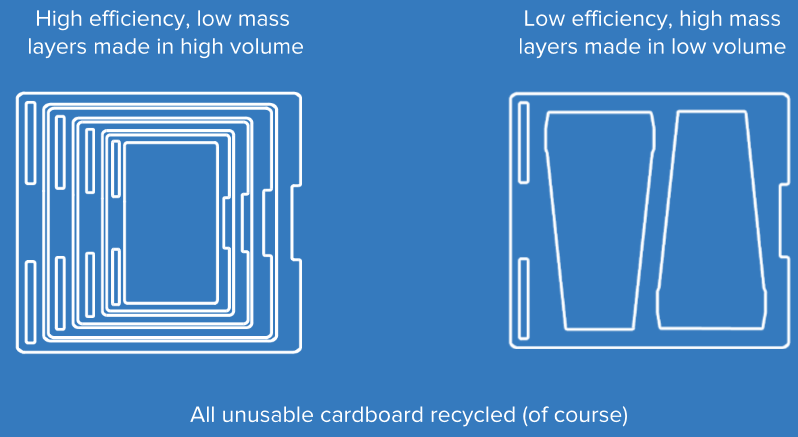 High efficiency, low mass
layers made in high volume
Low efficiency, high mass
layers made in low volume
All unusable cardboard recycled (of course)